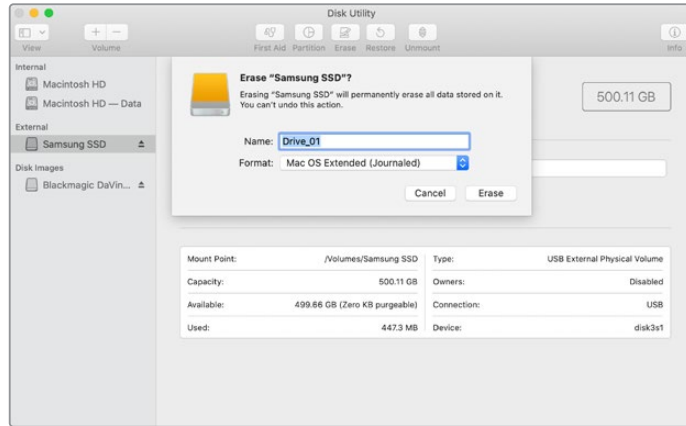 Disk Utility
View
Volume
First Aid
Partition
Erase
Restore
Unmount
Info
Internal
Macintosh HD
Macintosh HD — Data
External
Samsung SSD
Disk Images
Blackmagic DaVin...
Erase “Samsung SSD”?
Erasing “Samsung SSD” will permanently erase all data stored on it.
You can’t undo this action.
Name: Drive_01
Format: Mac OS Extended (Journaled)
Cancel
Erase
500.11 GB
Mount Point: /Volumes/Samsung SSD
Type: USB External Physical Volume
Capacity: 500.11 GB
Owners: Disabled
Available: 499.66 GB (Zero KB purgeable)
Connection: USB
Used: 447.3 MB
Device: disk3s1